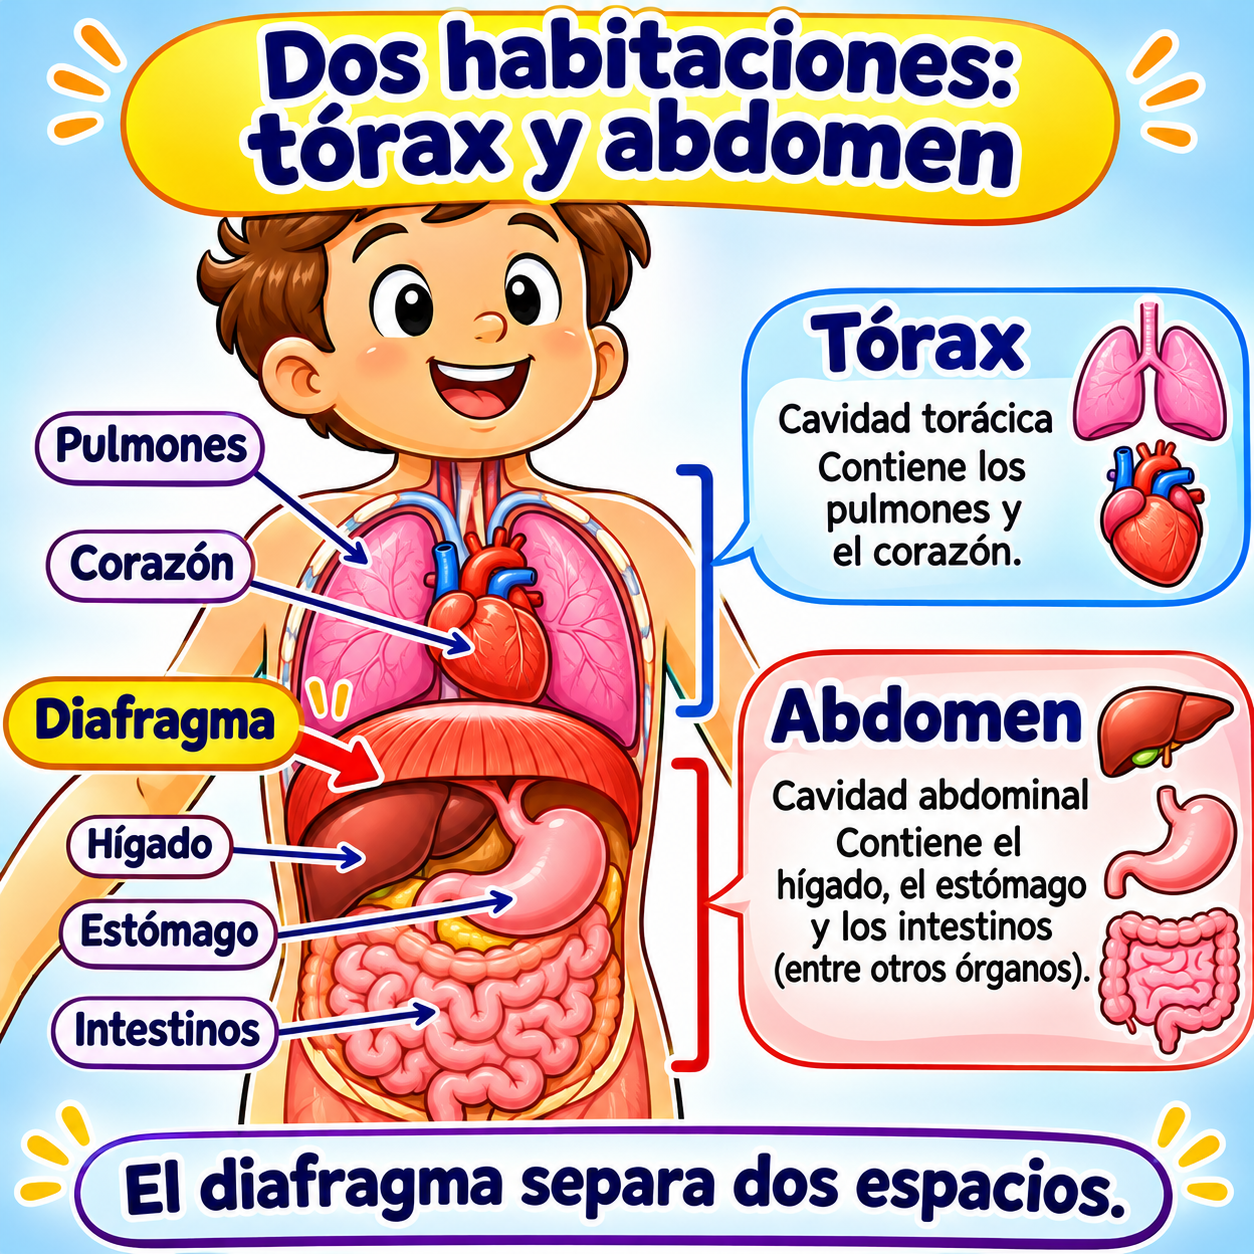 Dos habitaciones:
tórax y abdomen
Pulmones
Corazón
Diafragma
Hígado
Estómago
Intestinos
Tórax
Cavidad torácica
Contiene los
pulmones y
el corazón.
Abdomen
Cavidad abdominal
Contiene el
hígado, el estómago
y los intestinos
(entre otros órganos).
El diafragma separa dos espacios.